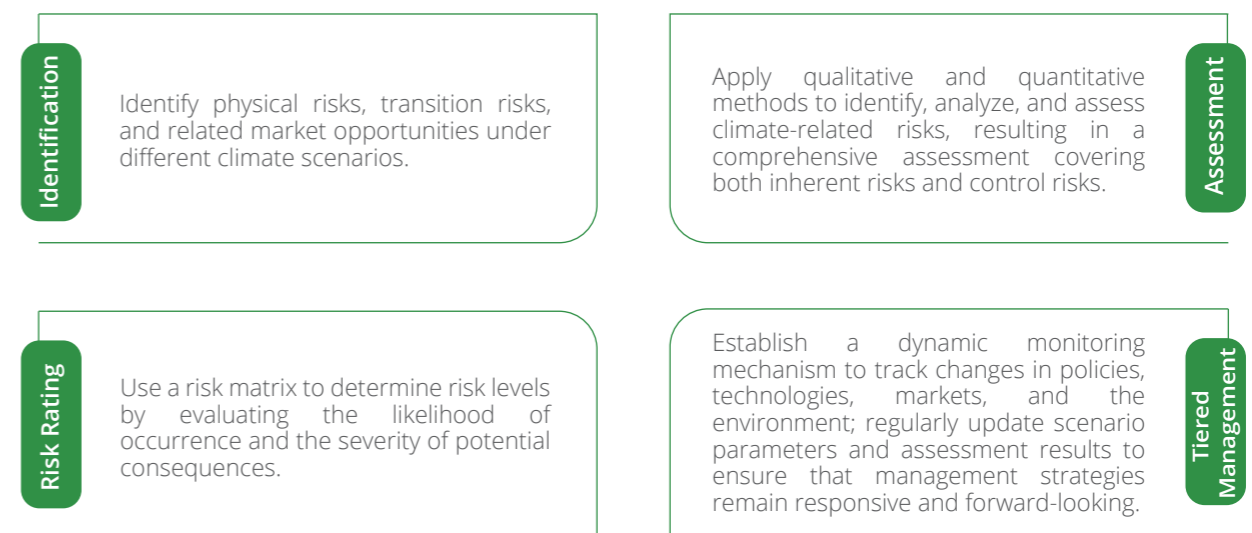 Identification
Identify physical risks, transition risks,
and related market opportunities under
different climate scenarios.
Apply qualitative and quantitative
methods to identify, analyze, and assess
climate-related risks, resulting in a
comprehensive assessment covering
both inherent risks and control risks.
Assessment
Risk Rating
Use a risk matrix to determine risk levels
by evaluating the likelihood of
occurrence and the severity of potential
consequences.
Establish a dynamic monitoring
mechanism to track changes in policies,
technologies, markets, and the
environment; regularly update scenario
parameters and assessment results to
ensure that management strategies
remain responsive and forward-looking.
Tiered
Management